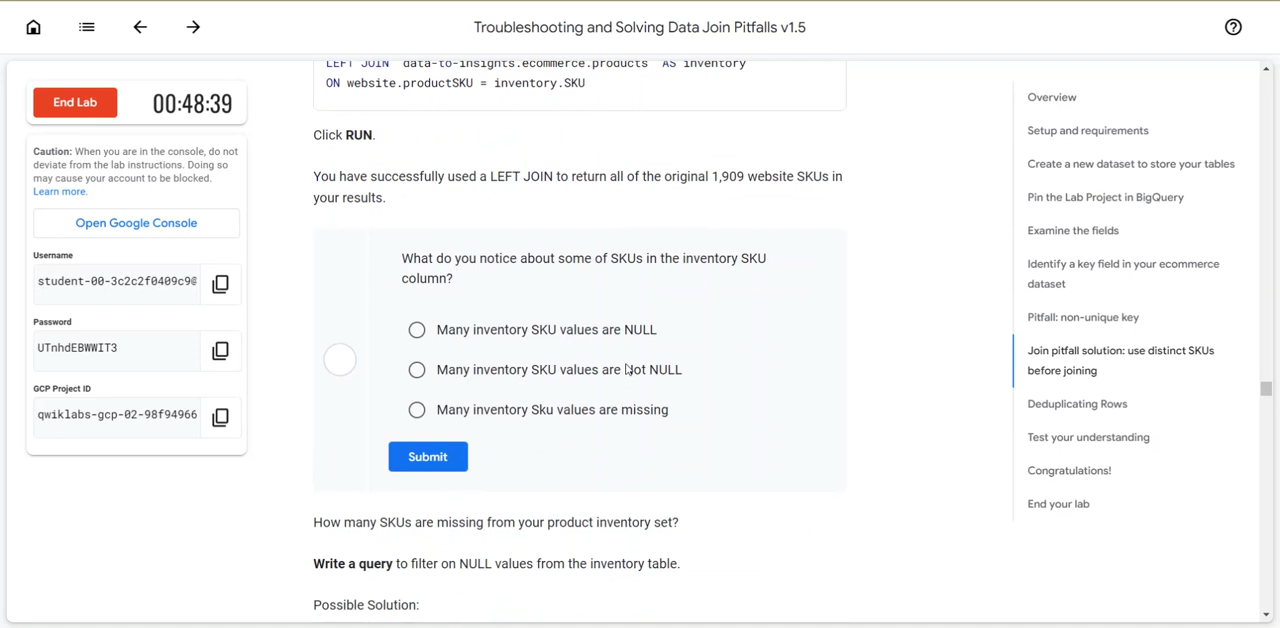 Troubleshooting and Solving Data Join Pitfalls v1.5
End Lab
00:48:39
Caution: When you are in the console, do not
deviate from the lab instructions. Doing so
may cause your account to be blocked.
Learn more.
Open Google Console
Username
student-00-3c2c2f0409c9@
Password
UTnhdEBWWIT3
GCP Project ID
qwiklabs-gcp-02-98f94966
LEFT JOIN `data-to-insights.ecommerce.products` AS inventory
ON website.productSKU = inventory.SKU
Click RUN.
You have successfully used a LEFT JOIN to return all of the original 1,909 website SKUs in
your results.
What do you notice about some of SKUs in the inventory SKU
column?
Many inventory SKU values are NULL
Many inventory SKU values are Not NULL
Many inventory Sku values are missing
Submit
How many SKUs are missing from your product inventory set?
Write a query to filter on NULL values from the inventory table.
Possible Solution:
Overview
Setup and requirements
Create a new dataset to store your tables
Pin the Lab Project in BigQuery
Examine the fields
Identify a key field in your ecommerce
dataset
Pitfall: non-unique key
Join pitfall solution: use distinct SKUs
before joining
Deduplicating Rows
Test your understanding
Congratulations!
End your lab